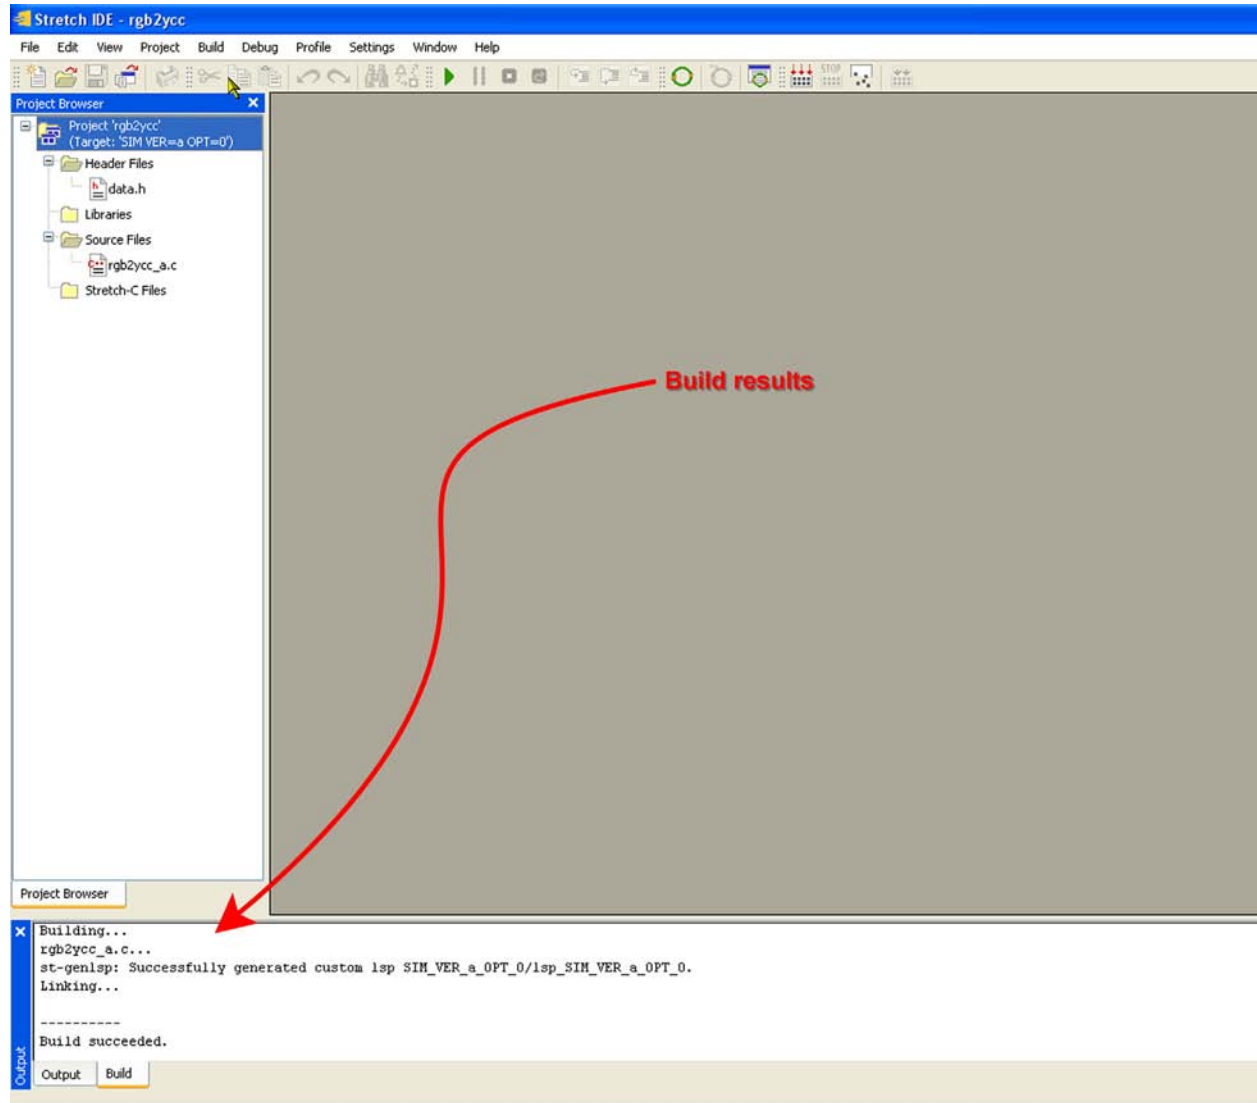 Stretch IDE - rgb2ycc
File Edit View Project Build Debug Profile Settings Window Help
STOP
Project Browser
Project 'rgb2ycc'
(Target: 'SIM VER=a OPT=0')
Header Files
data.h
Libraries
Source Files
rgb2ycc_a.c
Stretch-C Files
Build results
Project Browser
Building...
rgb2ycc_a.c...
st-genlsp: Successfully generated custom lsp SIM_VER_a_OPT_0/lsp_SIM_VER_a_OPT_0.
Linking...
----------
Build succeeded.
Output
Output Build